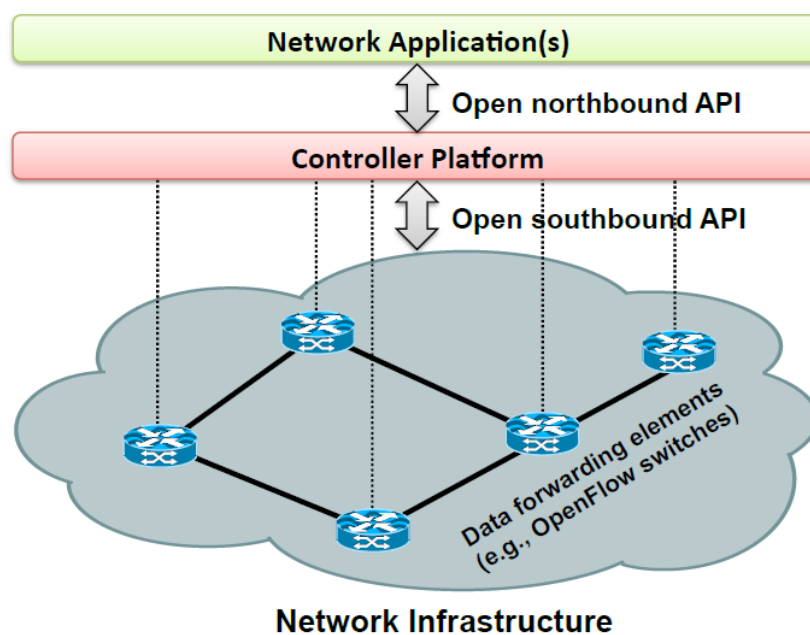 Network Application(s)
Open northbound API
Controller Platform
Open southbound API
Data forwarding elements
(e.g., OpenFlow switches)
Network Infrastructure